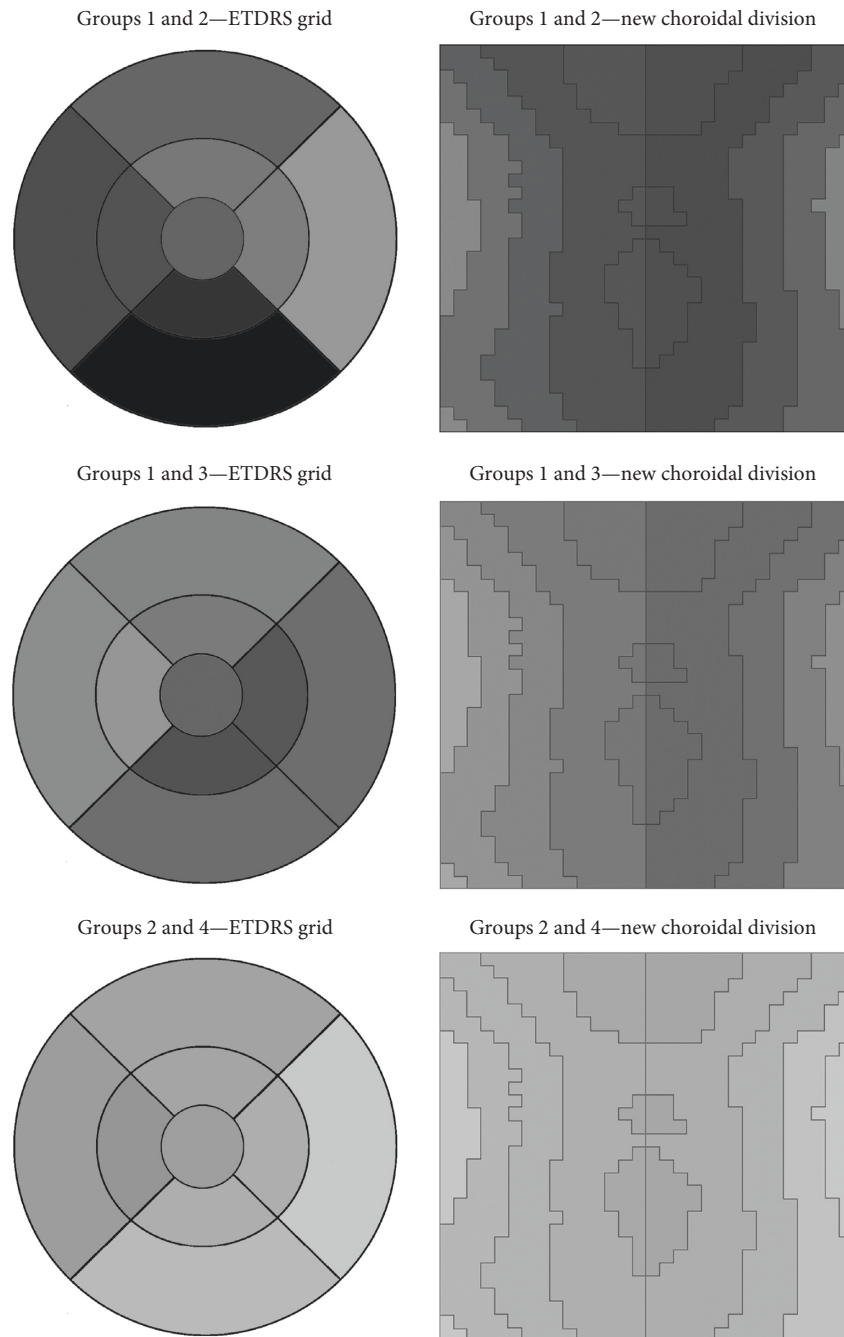 Groups 1 and 2—ETDRS grid
Groups 1 and 2—new choroidal division
Groups 1 and 3—ETDRS grid
Groups 1 and 3—new choroidal division
Groups 2 and 4—ETDRS grid
Groups 2 and 4—new choroidal division